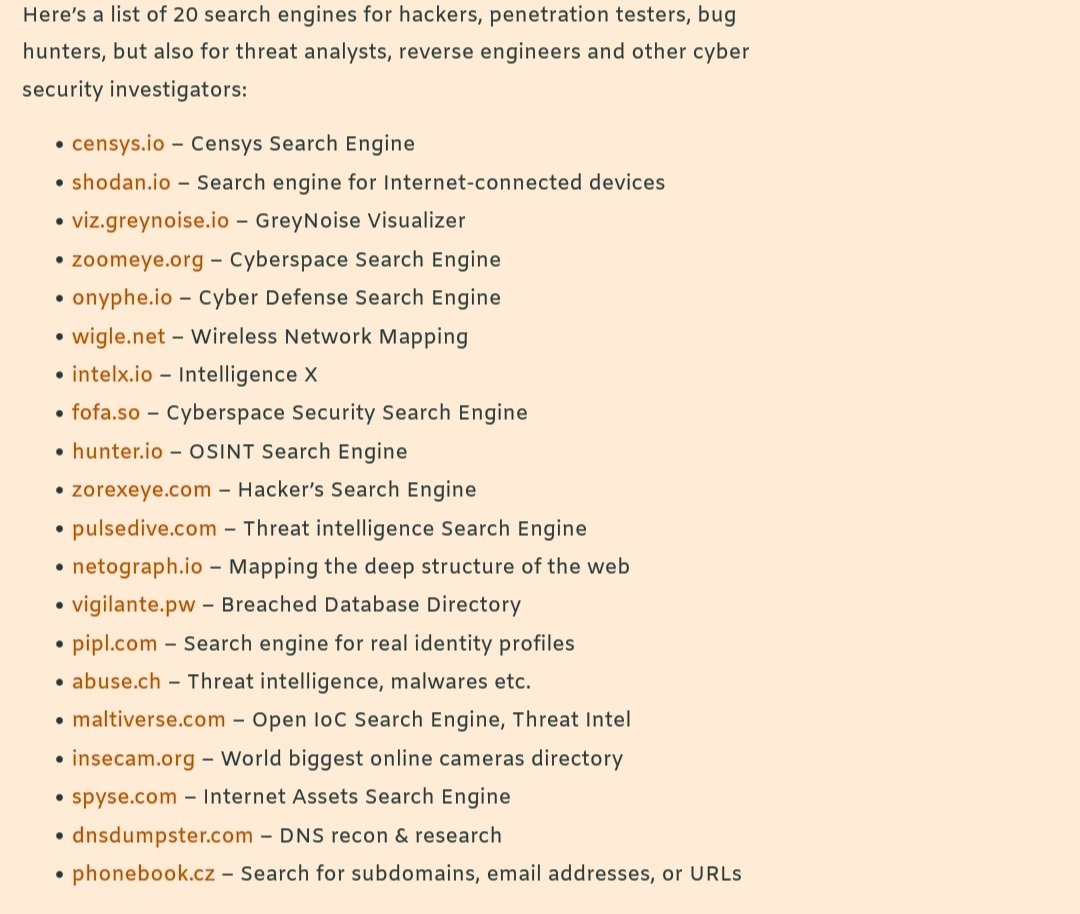 Here’s a list of 20 search engines for hackers, penetration testers, bug
hunters, but also for threat analysts, reverse engineers and other cyber
security investigators:
• censys.io – Censys Search Engine
• shodan.io – Search engine for Internet-connected devices
• viz.greynoise.io – GreyNoise Visualizer
• zoomeye.org – Cyberspace Search Engine
• onyphe.io – Cyber Defense Search Engine
• wigle.net – Wireless Network Mapping
• intelx.io – Intelligence X
• fofa.so – Cyberspace Security Search Engine
• hunter.io – OSINT Search Engine
• zorexeye.com – Hacker’s Search Engine
• pulsedive.com – Threat intelligence Search Engine
• netograph.io – Mapping the deep structure of the web
• vigilante.pw – Breached Database Directory
• pipl.com – Search engine for real identity profiles
• abuse.ch – Threat intelligence, malwares etc.
• maltiverse.com – Open IoC Search Engine, Threat Intel
• insecam.org – World biggest online cameras directory
• spyse.com – Internet Assets Search Engine
• dnsdumpster.com – DNS recon & research
• phonebook.cz – Search for subdomains, email addresses, or URLs